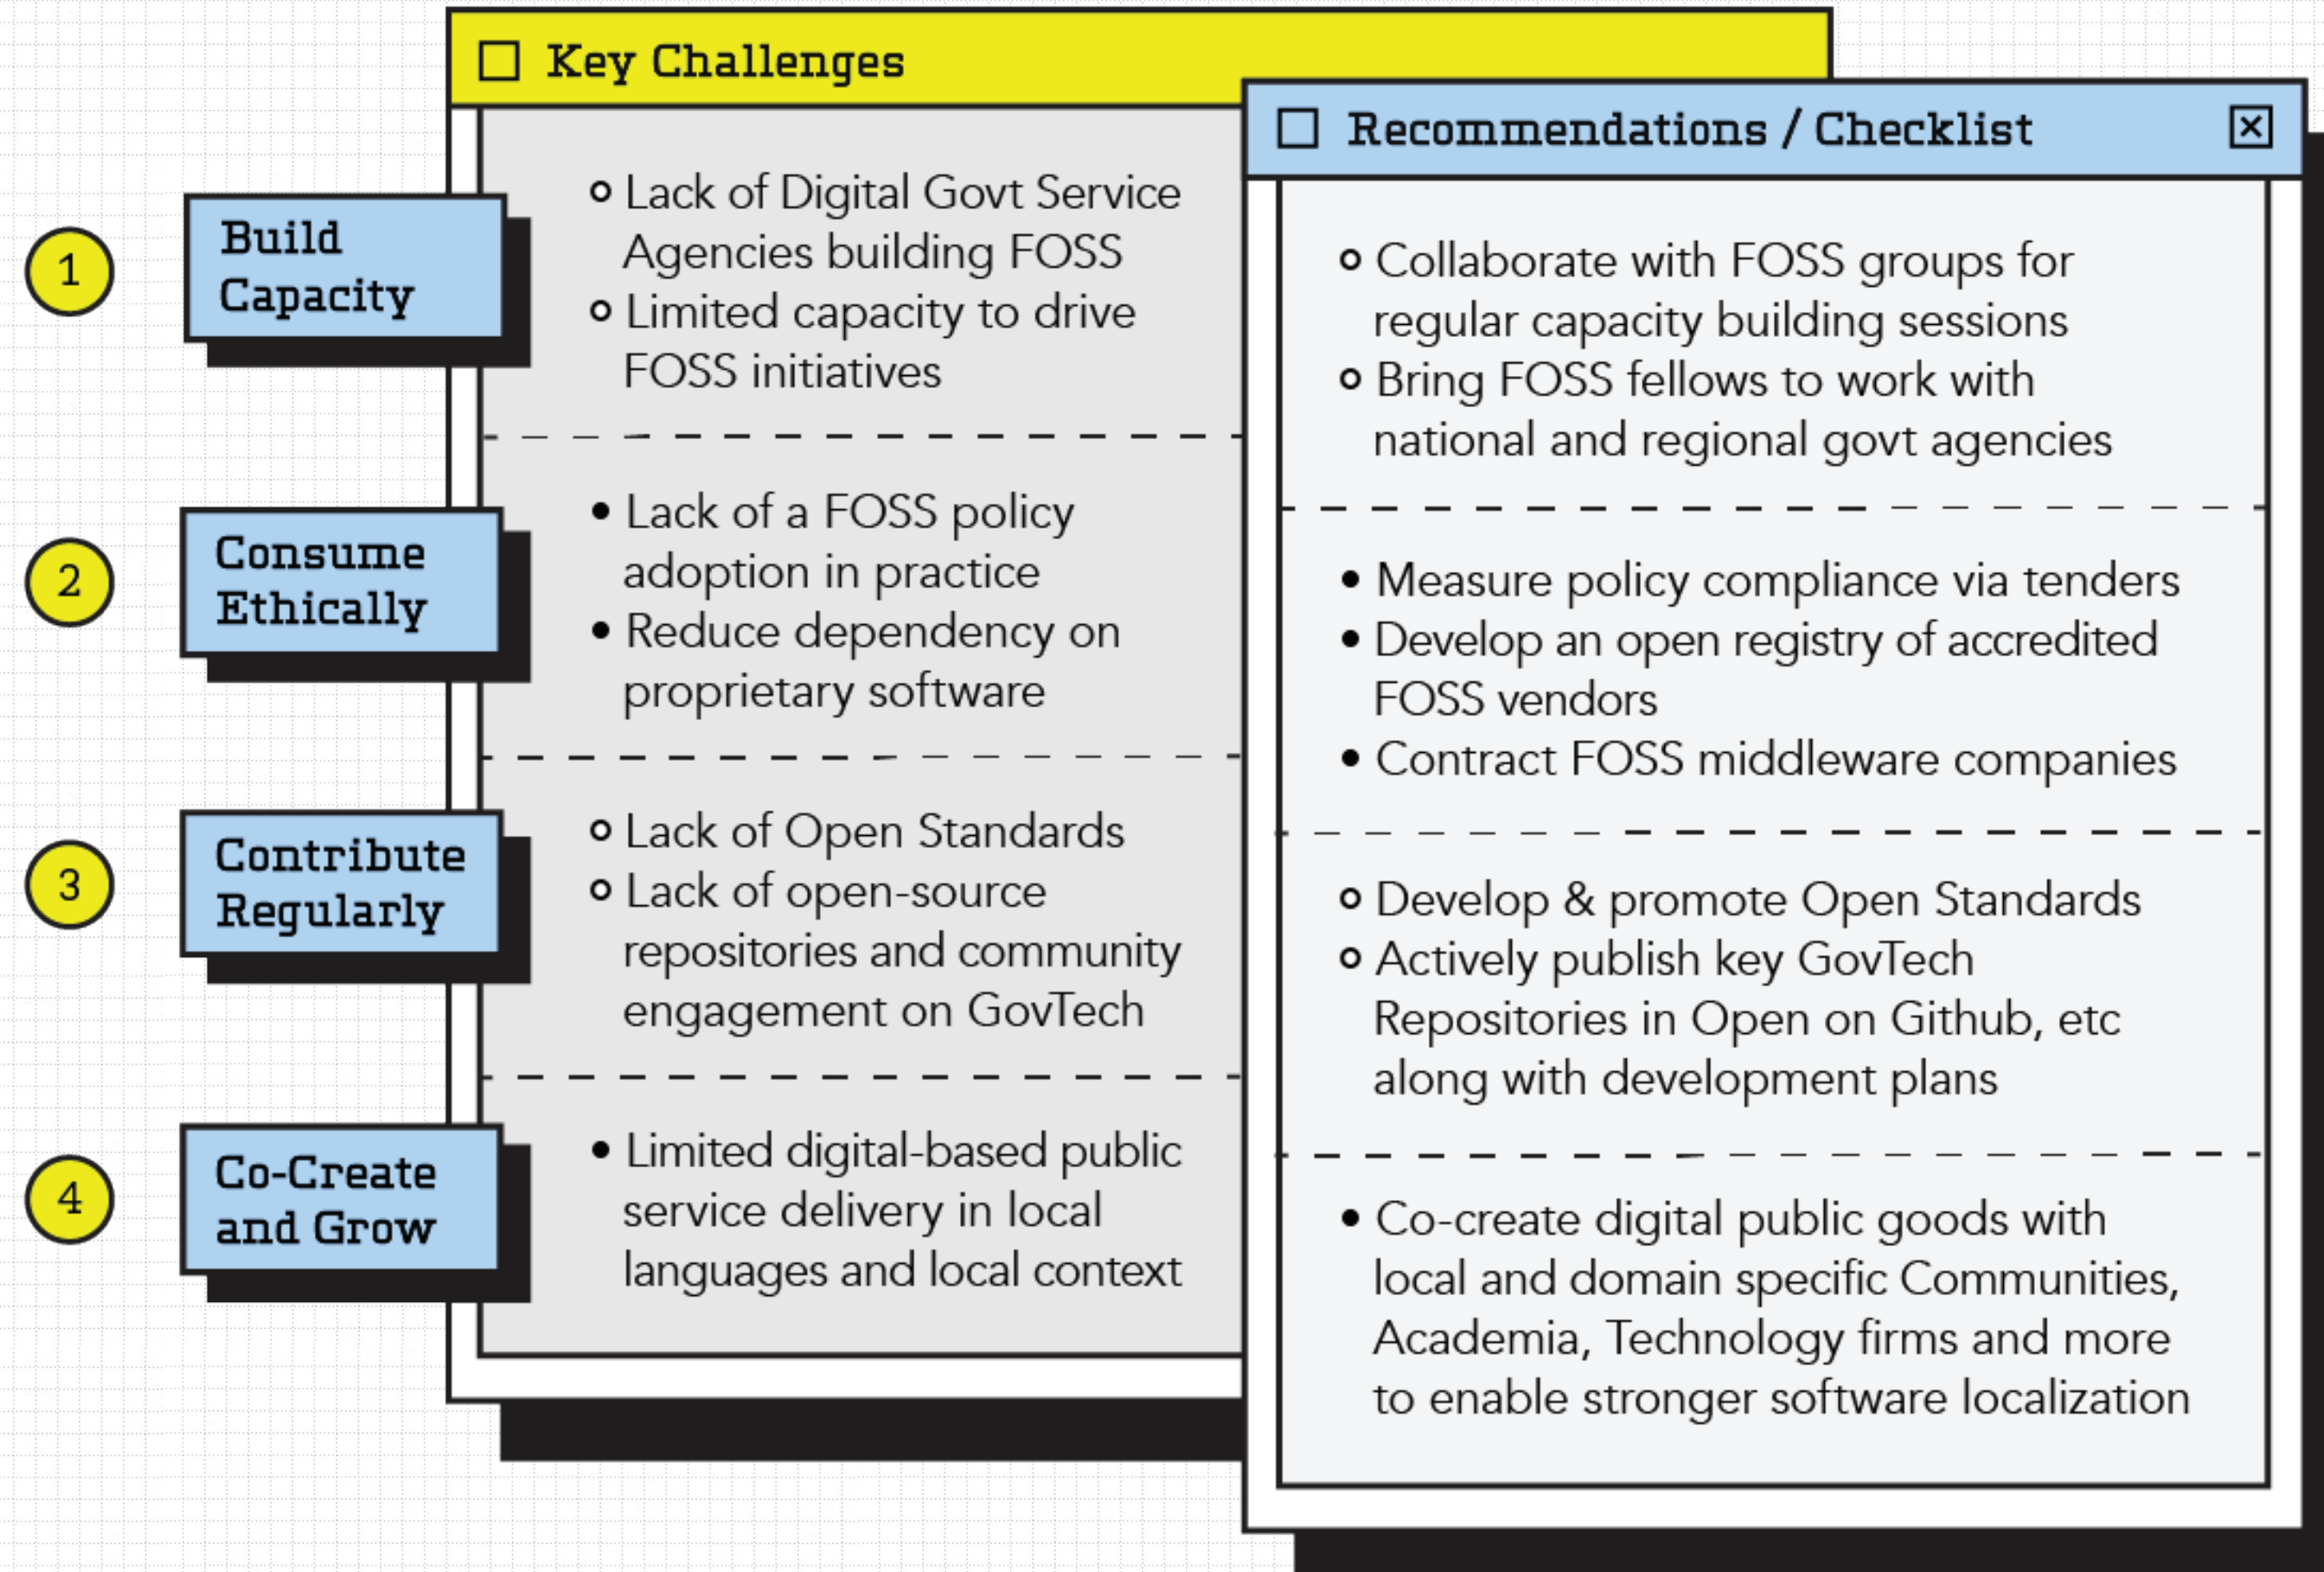 Key Challenges
Recommendations / Checklist
1
Build
Capacity
Lack of Digital Govt Service
Agencies building FOSS
Limited capacity to drive
FOSS initiatives
Collaborate with FOSS groups for
regular capacity building sessions
Bring FOSS fellows to work with
national and regional govt agencies
2
Consume
Ethically
Lack of a FOSS policy
adoption in practice
Reduce dependency on
proprietary software
Measure policy compliance via tenders
Develop an open registry of accredited
FOSS vendors
Contract FOSS middleware companies
3
Contribute
Regularly
Lack of Open Standards
Lack of open-source
repositories and community
engagement on GovTech
Develop & promote Open Standards
Actively publish key GovTech
Repositories in Open on Github, etc
along with development plans
4
Co-Create
and Grow
Limited digital-based public
service delivery in local
languages and local context
Co-create digital public goods with
local and domain specific Communities,
Academia, Technology firms and more
to enable stronger software localization